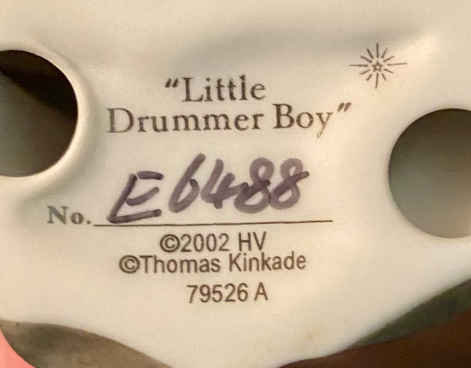 “Little
Drummer Boy”
No. E6488
©2002 HV
©Thomas Kinkade
79526 A